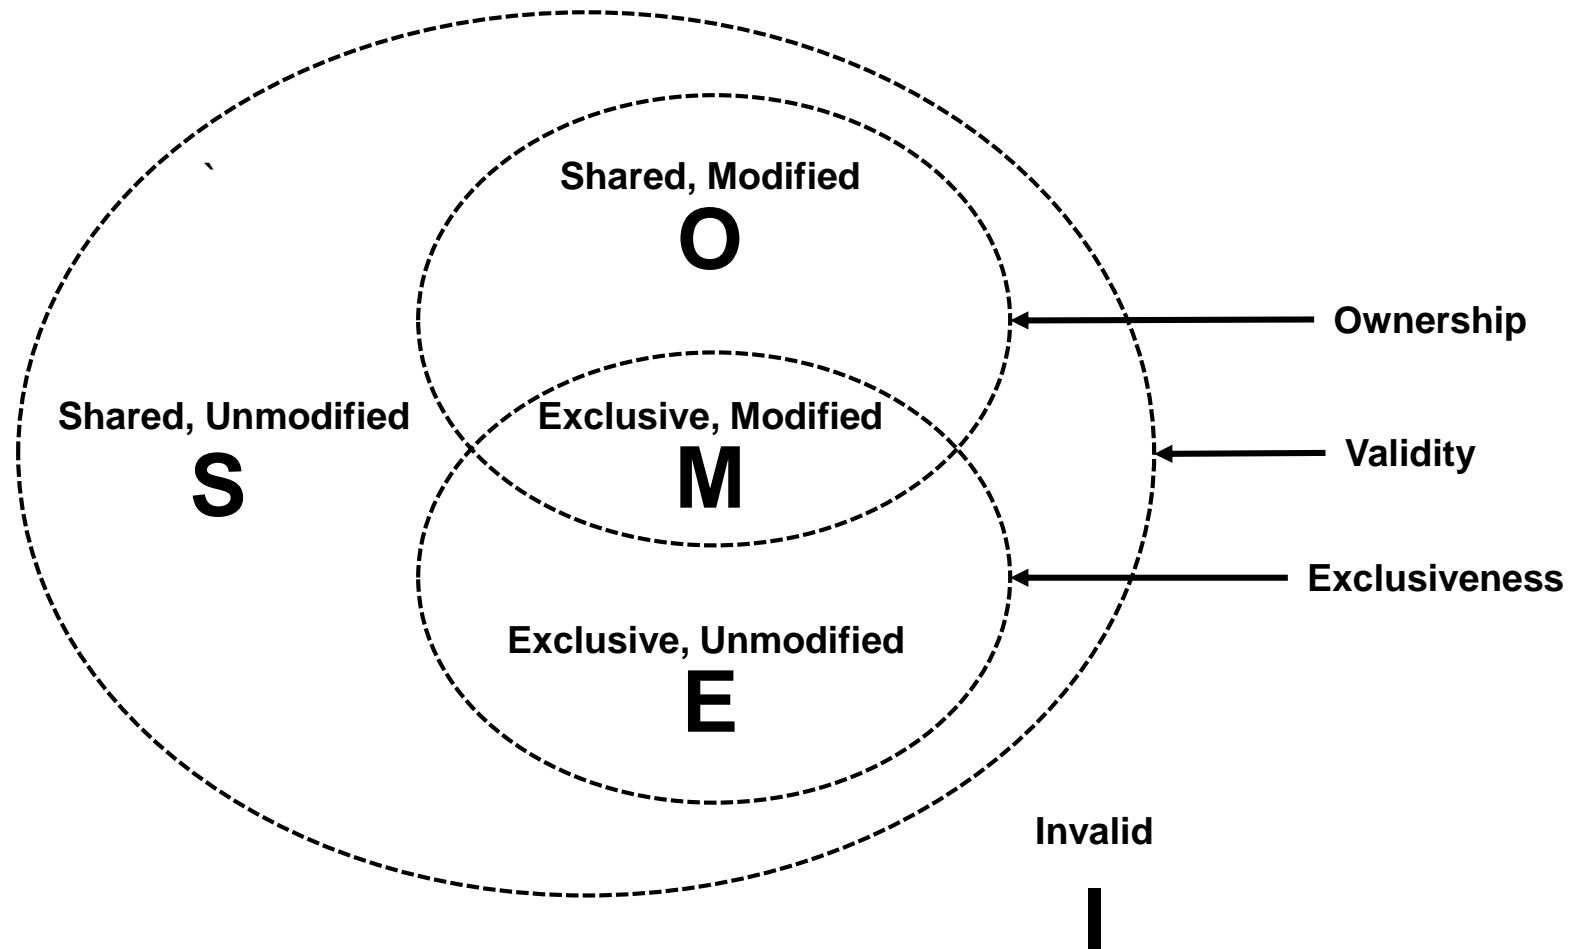 `
Shared, Modified
O
Ownership
Shared, Unmodified
S
Exclusive, Modified
M
Validity
Exclusiveness
Exclusive, Unmodified
E
Invalid
I